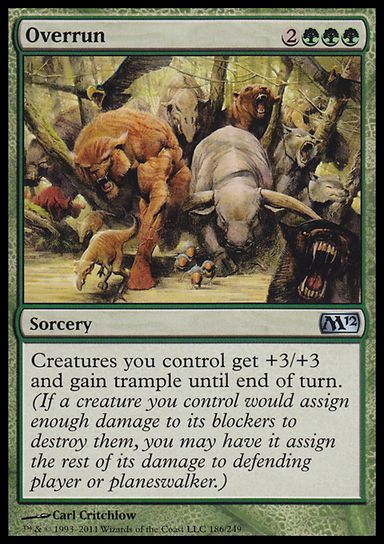 Overrun 2
Sorcery M12
Creatures you control get +3/+3
and gain trample until end of turn.
(If a creature you control would assign
enough damage to its blockers to
destroy them, you may have it assign
the rest of its damage to defending
player or planeswalker.)
Carl Critchlow
™ & © 1993–2011 Wizards of the Coast LLC 186/249